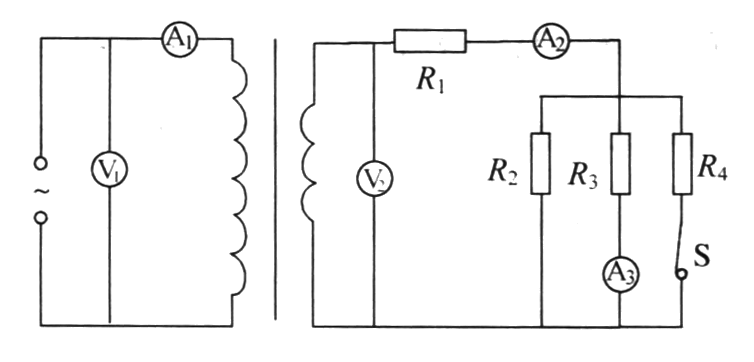 A₁
A₂
R₁
V₁
V₂
R₂
R₃
R₄
~
A₃
S